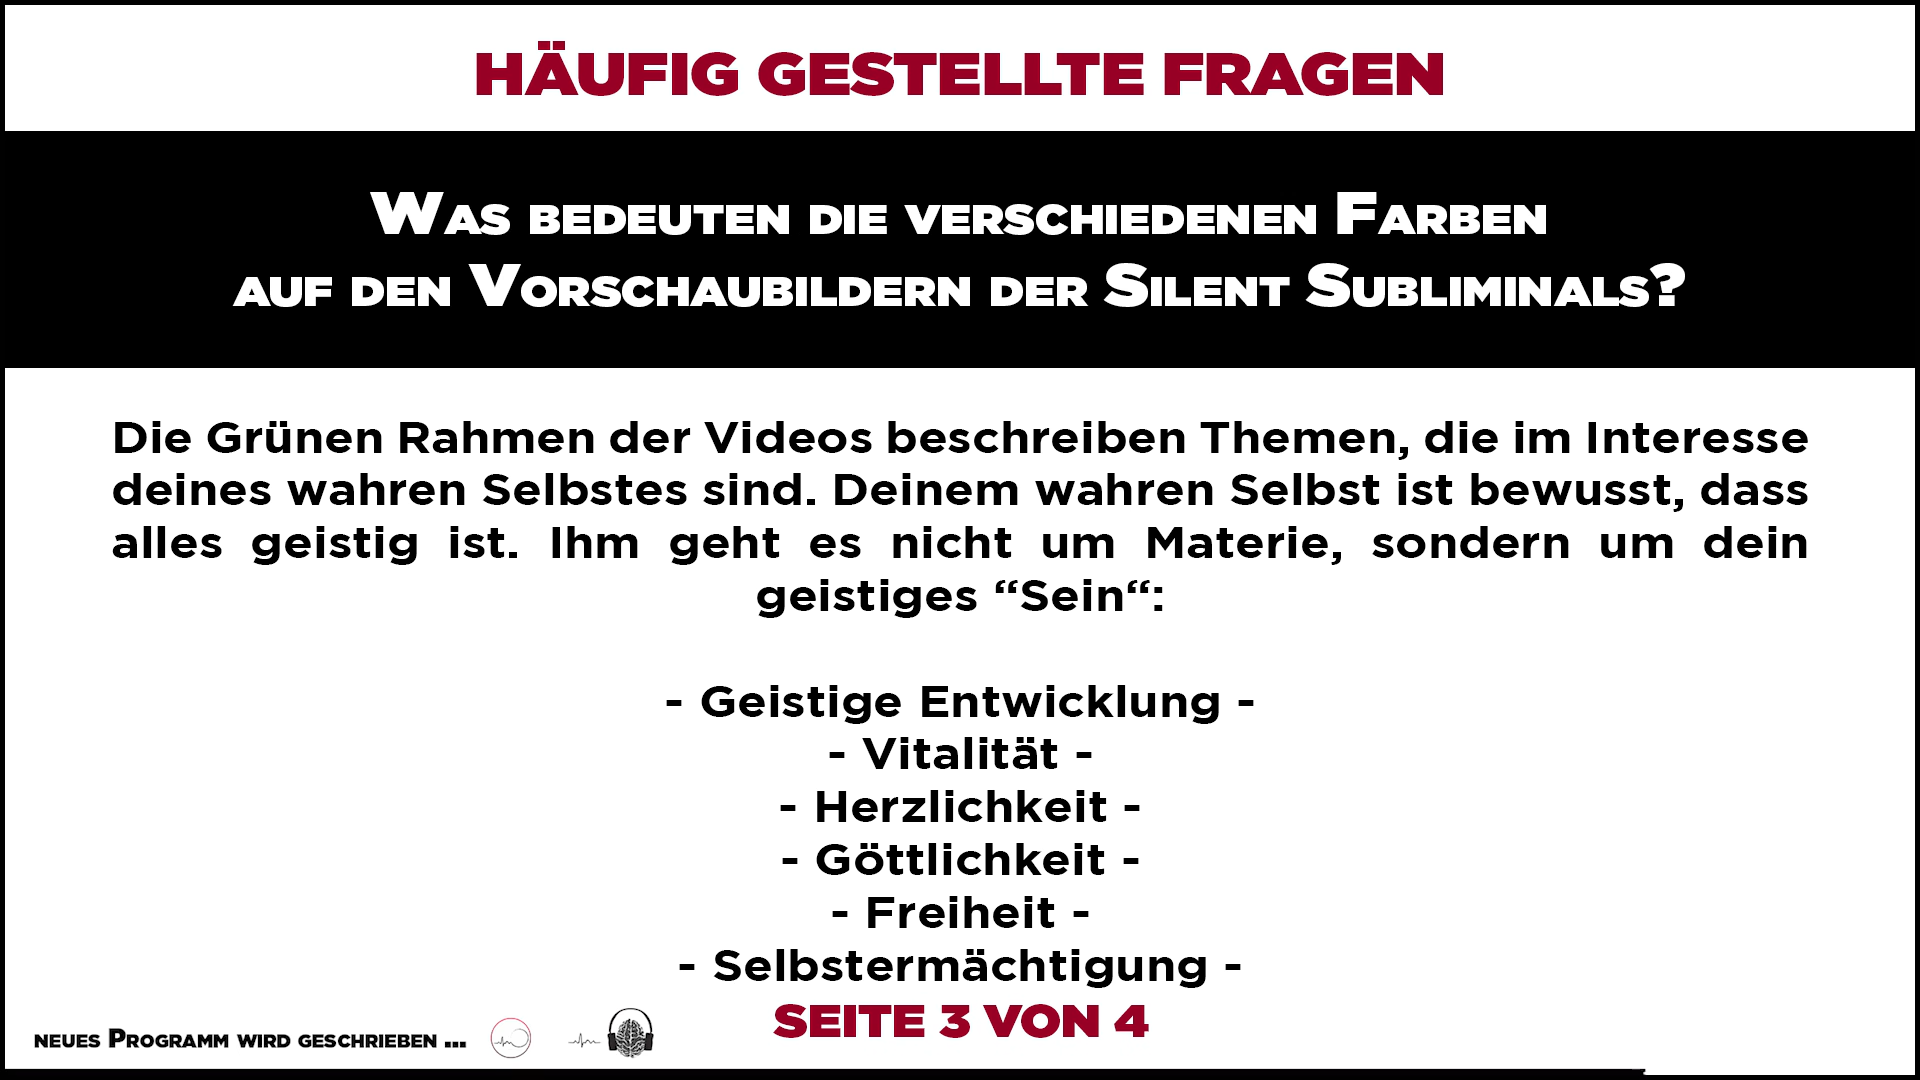 HÄUFIG GESTELLTE FRAGEN
Was bedeuten die verschiedenen Farben
auf den Vorschaubildern der Silent Subliminals?
Die Grünen Rahmen der Videos beschreiben Themen, die im Interesse
deines wahren Selbstes sind. Deinem wahren Selbst ist bewusst, dass
alles geistig ist. Ihm geht es nicht um Materie, sondern um dein
geistiges “Sein“:
- Geistige Entwicklung -
- Vitalität -
- Herzlichkeit -
- Göttlichkeit -
- Freiheit -
- Selbstermächtigung -
SEITE 3 VON 4
neues Programm wird geschrieben ...